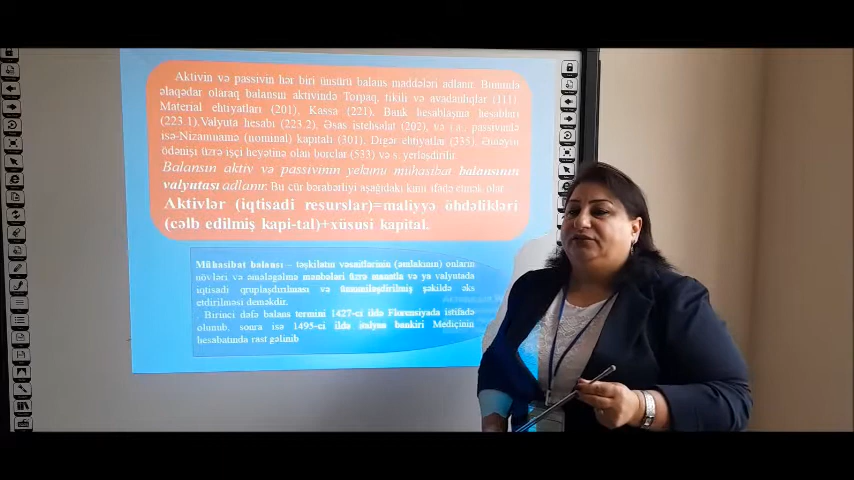 Aktivin və passivin hər biri ünsürü balans maddələri adlanır. Bununla
əlaqədar olaraq balansın aktivində Torpaq, tikili və avadanlıqlar (111).
Material ehtiyatları (201), Kassa (221), Bank hesablaşma hesabları
(223.1).Valyuta hesabı (223.2), Əsas istehsalat (202), və i.a., passivində
isə-Nizamnamə (nominal) kapitalı (301), Digər ehtiyatlar (335), Əməyin
ödənişi üzrə işçi heyətinə olan borclar (533) və s. yerləşdirilir.
Balansın aktiv və passivinin yekunu mühasibat balansının
valyutası adlanır. Bu cür bərabərliyi aşağıdakı kimi ifadə etmək olar.
Aktivlər (iqtisadi resurslar)=maliyyə öhdəlikləri
(cəlb edilmiş kapi-tal)+xüsusi kapital.
Mühasibat balansı – təşkilatın vəsaitlərinin (əmlakının) onların
növləri və əmələgəlmə mənbələri üzrə manatla və ya valyutada
iqtisadi qruplaşması və ümumiləşdirilmiş şəkildə əks
etdirilməsi deməkdir.
Birinci dəfə balans termini 1427-ci ildə Florensiyada istifadə
olunub, sonra isə 1495-ci ildə italyan bankiri Mediçinin
hesabatında rast gəlinib